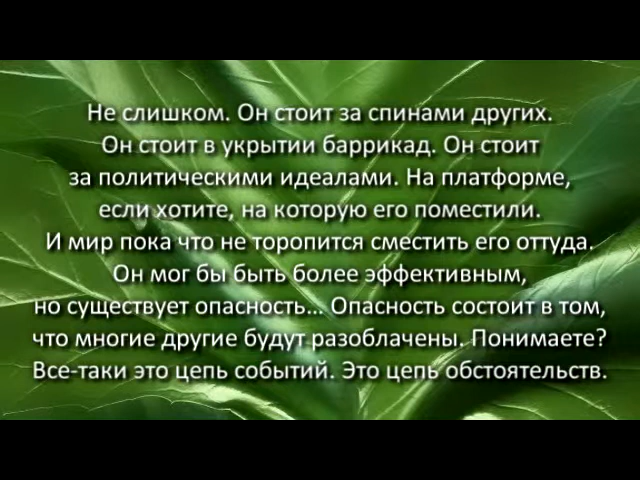 Не слишком. Он стоит за спинами других.
Он стоит в укрытии баррикад. Он стоит
за политическими идеалами. На платформе,
если хотите, на которую его поместили.
И мир пока что не торопится сместить его оттуда.
Он мог бы быть более эффективным,
но существует опасность... Опасность состоит в том,
что многие другие будут разоблачены. Понимаете?
Все-таки это цепь событий. Это цепь обстоятельств.